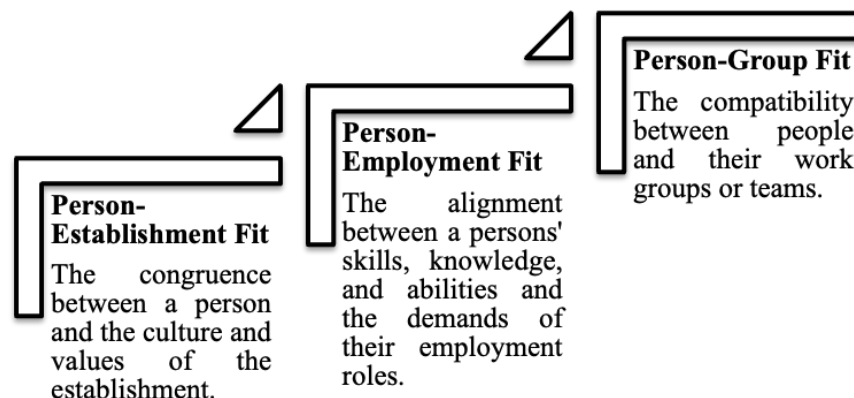 Person-
Establishment Fit
The congruence
between a person
and the culture and
values of the
establishment.
Person-
Employment Fit
The alignment
between a persons'
skills, knowledge,
and abilities and
the demands of
their employment
roles.
Person-Group Fit
The compatibility
between people
and their work
groups or teams.